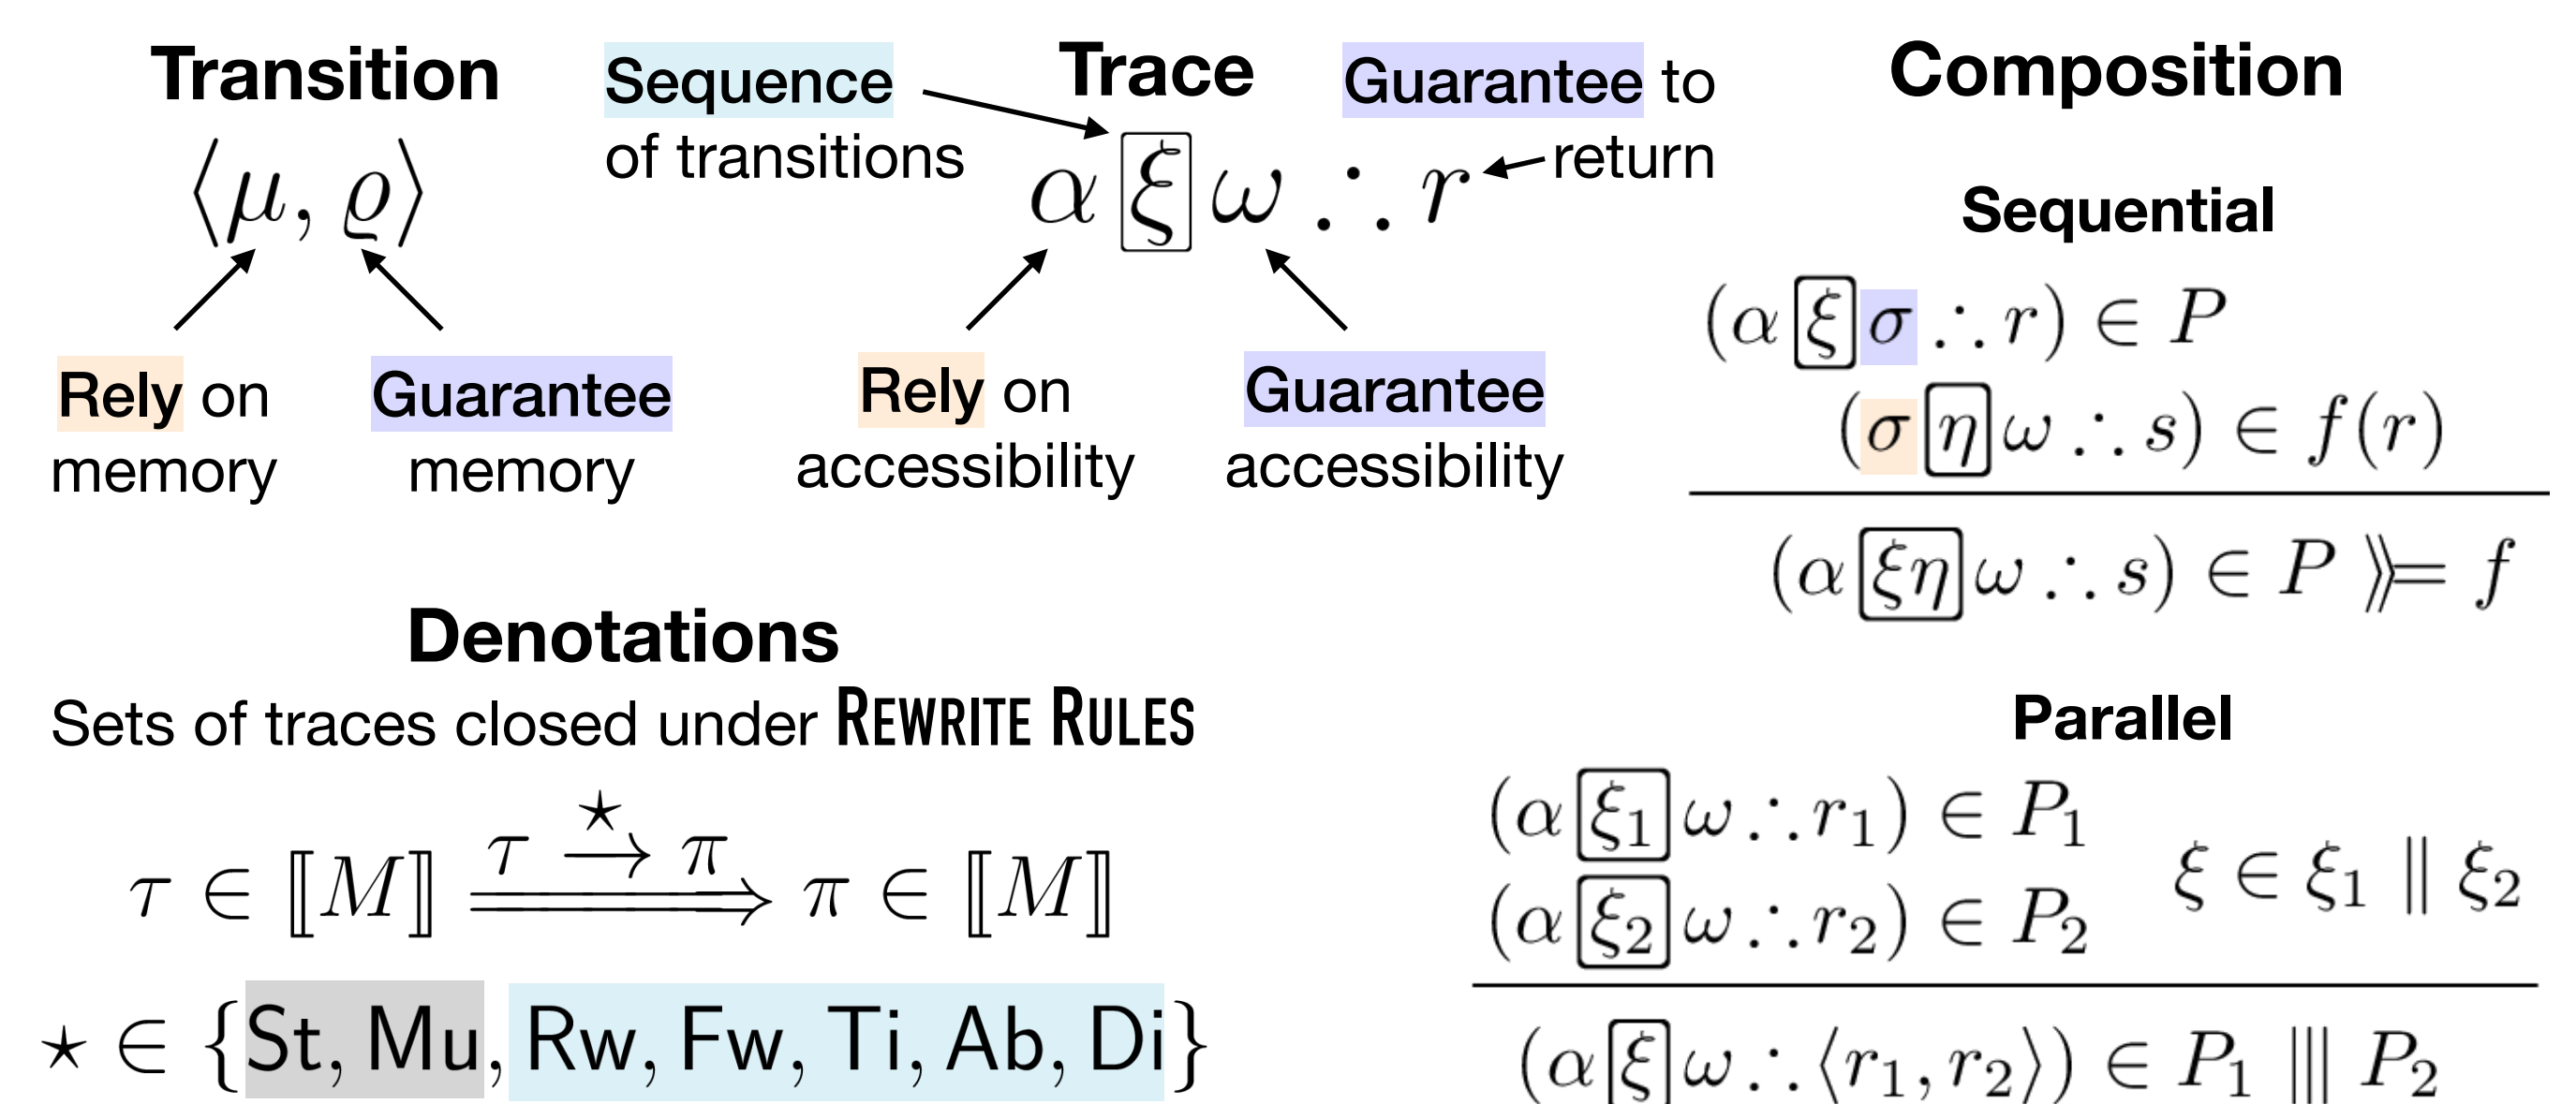 Transition
⟨μ, ϱ⟩
Rely on
memory
Guarantee
memory
Trace
Sequence
of transitions
Guarantee to
return
α ξ ω ∴ r
Rely on
accessibility
Guarantee
accessibility
Composition
Sequential
(α ξ σ ∴ r) ∈ P
(σ η ω ∴ s) ∈ f(r)
(α ξη ω ∴ s) ∈ P ⟫= f
Denotations
Sets of traces closed under REWRITE RULES
τ ⋆→ π
τ ∈ ⟦M⟧ ⟹ π ∈ ⟦M⟧
⋆ ∈ {St, Mu, Rw, Fw, Ti, Ab, Di}
Parallel
(α ξ₁ ω ∴ r₁) ∈ P₁
(α ξ₂ ω ∴ r₂) ∈ P₂
ξ ∈ ξ₁ ∥ ξ₂
(α ξ ω ∴ ⟨r₁, r₂⟩) ∈ P₁ ||| P₂